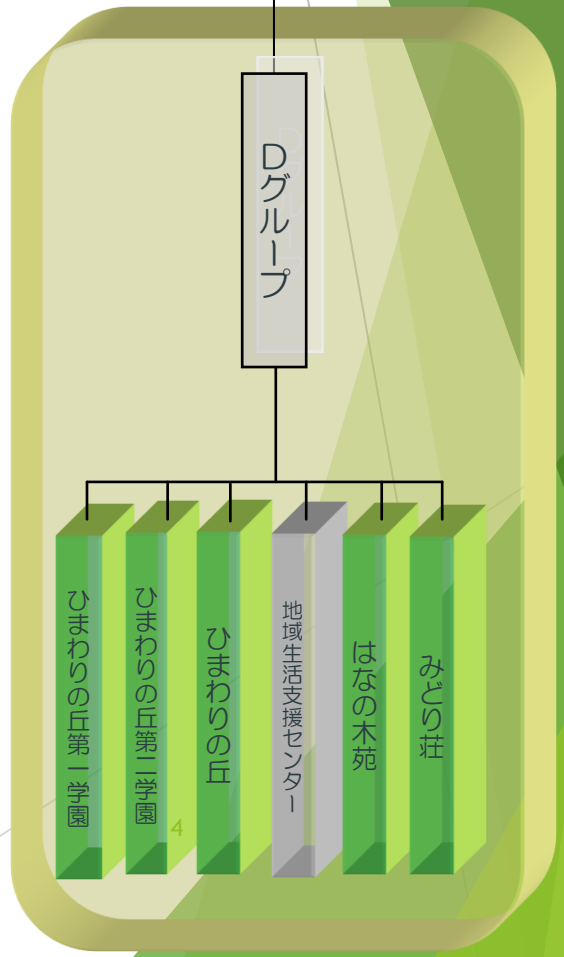 Dグループ
ひまわりの丘第一学園
ひまわりの丘第二学園
ひまわりの丘
地域生活支援センター
はなの木苑
みどり荘
4